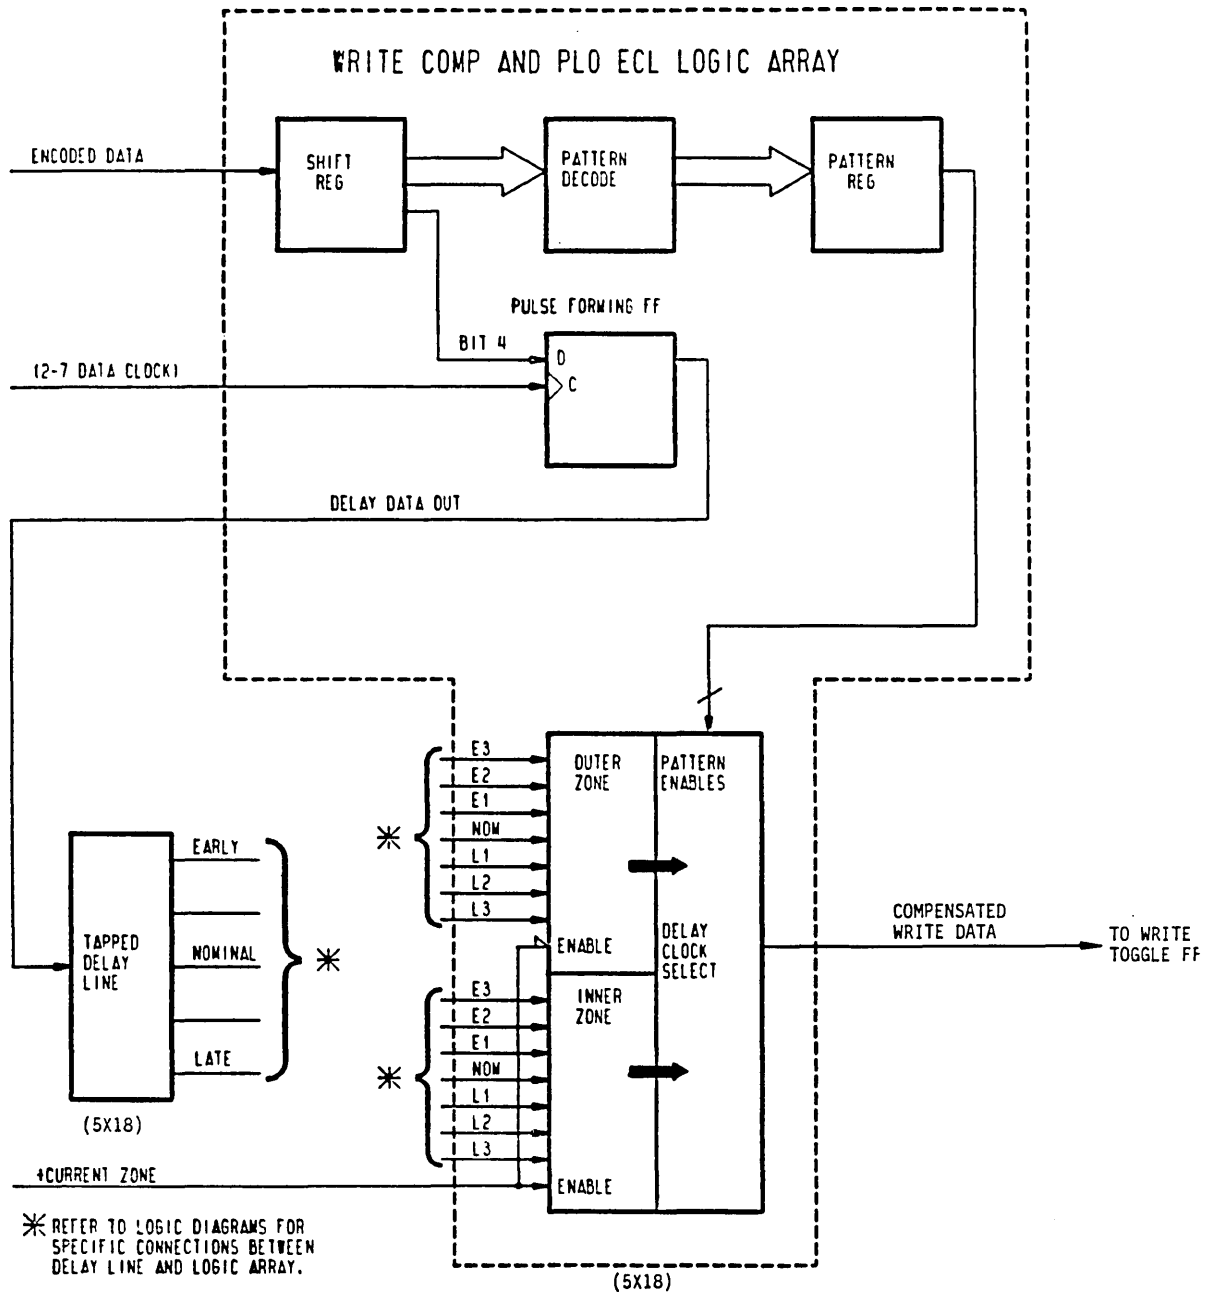 WRITE COMP AND PLO ECL LOGIC ARRAY
ENCODED DATA
SHIFT
REG
PATTERN
DECODE
PATTERN
REG
PULSE FORMING FF
BIT 4
D
(2-7 DATA CLOCK)
C
DELAY DATA OUT
E3
E2
E1
NOM
L1
L2
L3
OUTER
ZONE
ENABLE
PATTERN
ENABLES
DELAY
CLOCK
SELECT
COMPENSATED
WRITE DATA
TO WRITE
TOGGLE FF
TAPPED
DELAY
LINE
EARLY
NOMINAL
LATE
(5X18)
E3
E2
E1
NOM
L1
L2
L3
INNER
ZONE
ENABLE
+CURRENT ZONE
REFER TO LOGIC DIAGRAMS FOR
SPECIFIC CONNECTIONS BETWEEN
DELAY LINE AND LOGIC ARRAY.
(5X18)